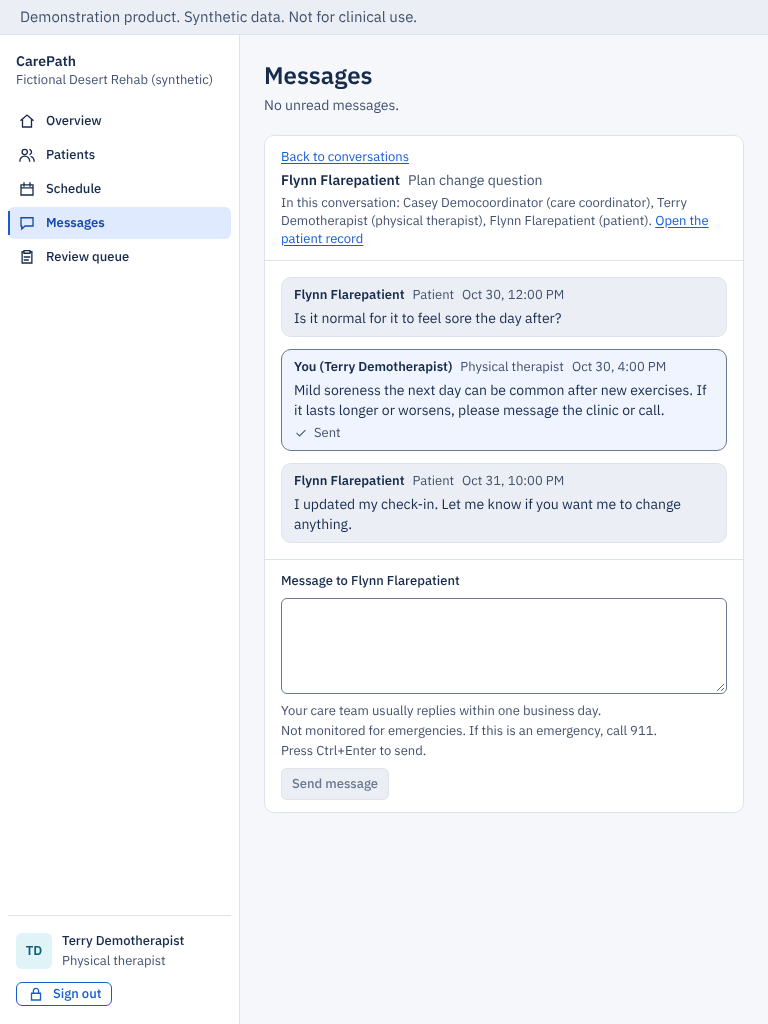 Demonstration product. Synthetic data. Not for clinical use.
CarePath
Fictional Desert Rehab (synthetic)
Overview
Patients
Schedule
Messages
Review queue
Terry Demotherapist
TD
Physical therapist
Sign out
Messages
No unread messages.
Back to conversations
Flynn Flarepatient Plan change question
In this conversation: Casey Democoordinator (care coordinator), Terry
Demotherapist (physical therapist), Flynn Flarepatient (patient). Open the
patient record
Flynn Flarepatient Patient Oct 30, 12:00 PM
Is it normal for it to feel sore the day after?
You (Terry Demotherapist) Physical therapist Oct 30, 4:00 PM
Mild soreness the next day can be common after new exercises. If
it lasts longer or worsens, please message the clinic or call.
Sent
Flynn Flarepatient Patient Oct 31, 10:00 PM
I updated my check-in. Let me know if you want me to change
anything.
Message to Flynn Flarepatient
Your care team usually replies within one business day.
Not monitored for emergencies. If this is an emergency, call 911.
Press Ctrl+Enter to send.
Send message